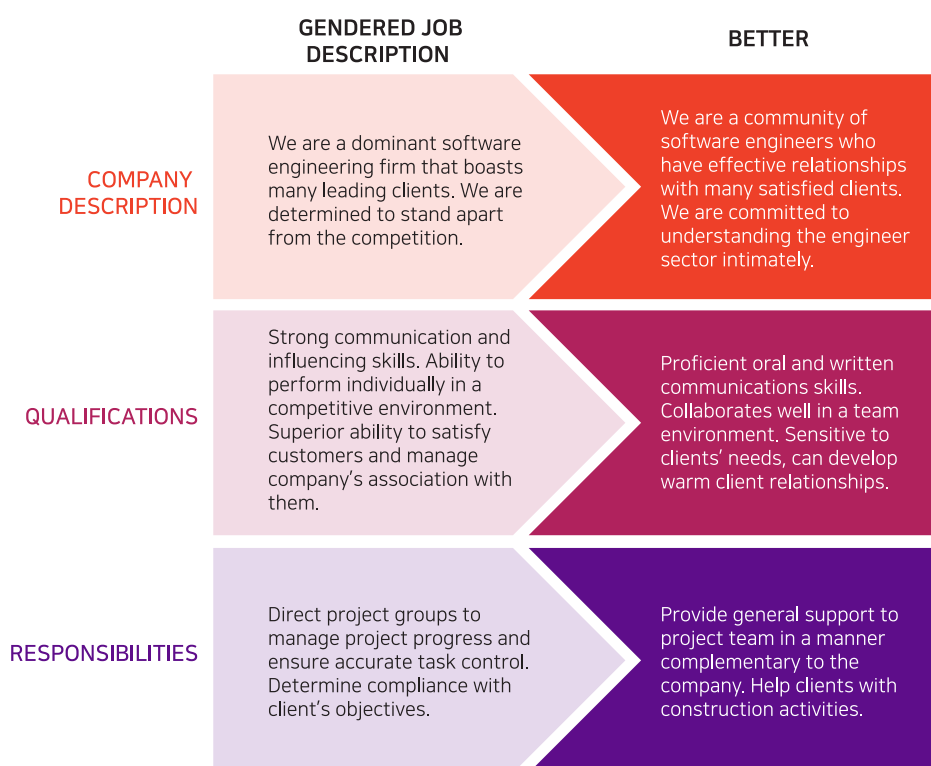 GENDERED JOB
DESCRIPTION
BETTER
COMPANY
DESCRIPTION
We are a dominant software
engineering firm that boasts
many leading clients. We are
determined to stand apart
from the competition.
We are a community of
software engineers who
have effective relationships
with many satisfied clients.
We are committed to
understanding the engineer
sector intimately.
QUALIFICATIONS
Strong communication and
influencing skills. Ability to
perform individually in a
competitive environment.
Superior ability to satisfy
customers and manage
company's association with
them.
Proficient oral and written
communications skills.
Collaborates well in a team
environment. Sensitive to
clients' needs, can develop
warm client relationships.
RESPONSIBILITIES
Direct project groups to
manage project progress and
ensure accurate task control.
Determine compliance with
client's objectives.
Provide general support to
project team in a manner
complementary to the
company. Help clients with
construction activities.